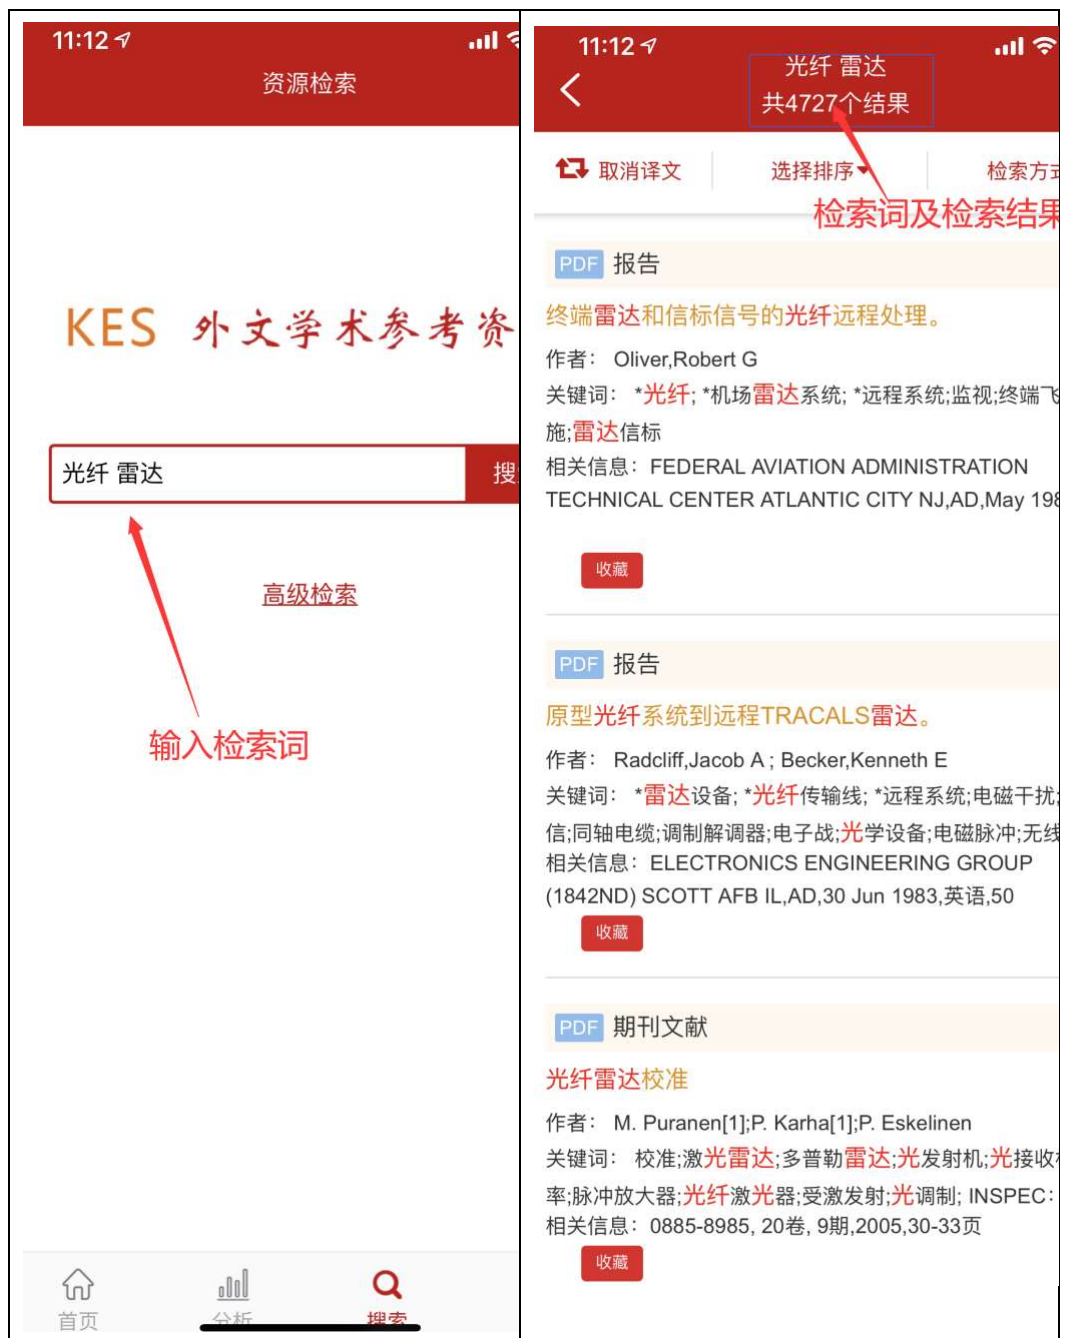 11:12
资源检索
KES 外文学术参考资
光纤 雷达
搜
高级检索
输入检索词
首页
分析
搜索
11:12
光纤 雷达
共4727个结果
取消译文
选择排序
检索方式
检索词及检索结果
PDF 报告
终端雷达和信标信号的光纤远程处理。
作者： Oliver,Robert G
关键词： *光纤; *机场雷达系统; *远程系统;监视;终端飞
施;雷达信标
相关信息：FEDERAL AVIATION ADMINISTRATION
TECHNICAL CENTER ATLANTIC CITY NJ,AD,May 198
收藏
PDF 报告
原型光纤系统到远程TRACALS雷达。
作者： Radcliff,Jacob A ; Becker,Kenneth E
关键词： *雷达设备; *光纤传输线; *远程系统;电磁干扰;
信;同轴电缆;调制解调器;电子战;光学设备;电磁脉冲;无线
相关信息：ELECTRONICS ENGINEERING GROUP
(1842ND) SCOTT AFB IL,AD,30 Jun 1983,英语,50
收藏
PDF 期刊文献
光纤雷达校准
作者： M. Puranen[1];P. Karha[1];P. Eskelinen
关键词： 校准;激光雷达;多普勒雷达;光发射机;光接收
率;脉冲放大器;光纤激光器;受激发射;光调制; INSPEC：
相关信息：0885-8985, 20卷, 9期,2005,30-33页
收藏